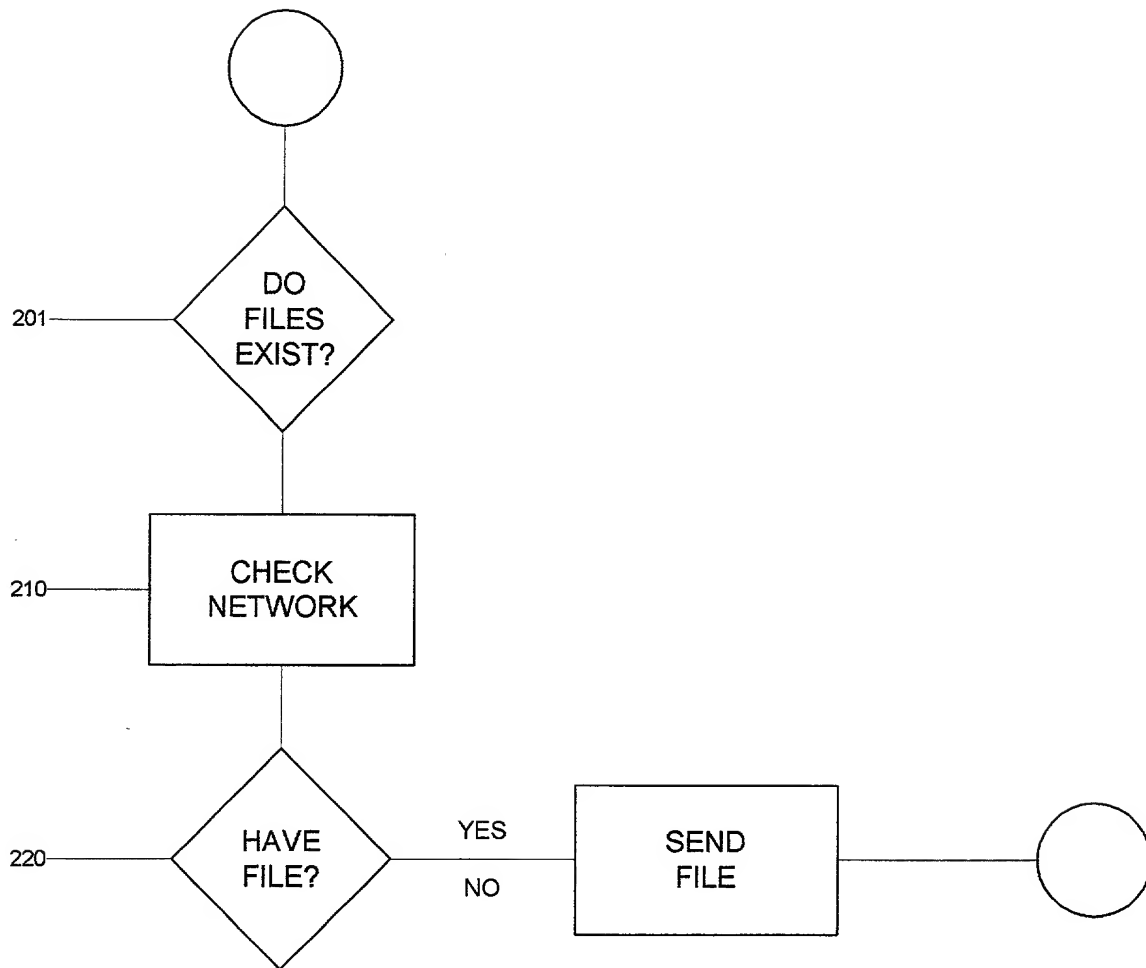 DO
FILES
EXIST?
201
CHECK
NETWORK
210
HAVE
FILE?
220
YES
NO
SEND
FILE